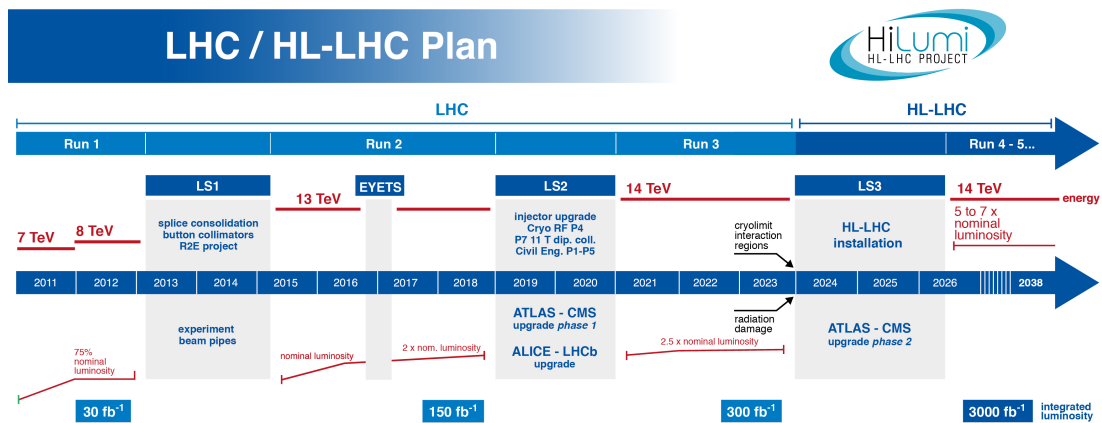 LHC / HL-LHC Plan
HiLumi
HL-LHC PROJECT
LHC
HL-LHC
Run 1
Run 2
Run 3
Run 4 - 5...
LS1
EYETS
LS2
LS3
7 TeV
8 TeV
13 TeV
14 TeV
14 TeV
energy
splice consolidation
button collimators
R2E project
injector upgrade
Cryo RF P4
P7 11 T dip. coll.
Civil Eng. P1-P5
cryolimit
interaction
regions
HL-LHC
installation
5 to 7 x
nominal
luminosity
2011
2012
2013
2014
2015
2016
2017
2018
2019
2020
2021
2022
2023
2024
2025
2026
2038
75%
nominal
luminosity
experiment
beam pipes
nominal luminosity
2 x nom. luminosity
ATLAS - CMS
upgrade phase 1
ALICE - LHCb
upgrade
2.5 x nominal luminosity
radiation
damage
ATLAS - CMS
upgrade phase 2
30 fb⁻¹
150 fb⁻¹
300 fb⁻¹
3000 fb⁻¹
integrated
luminosity